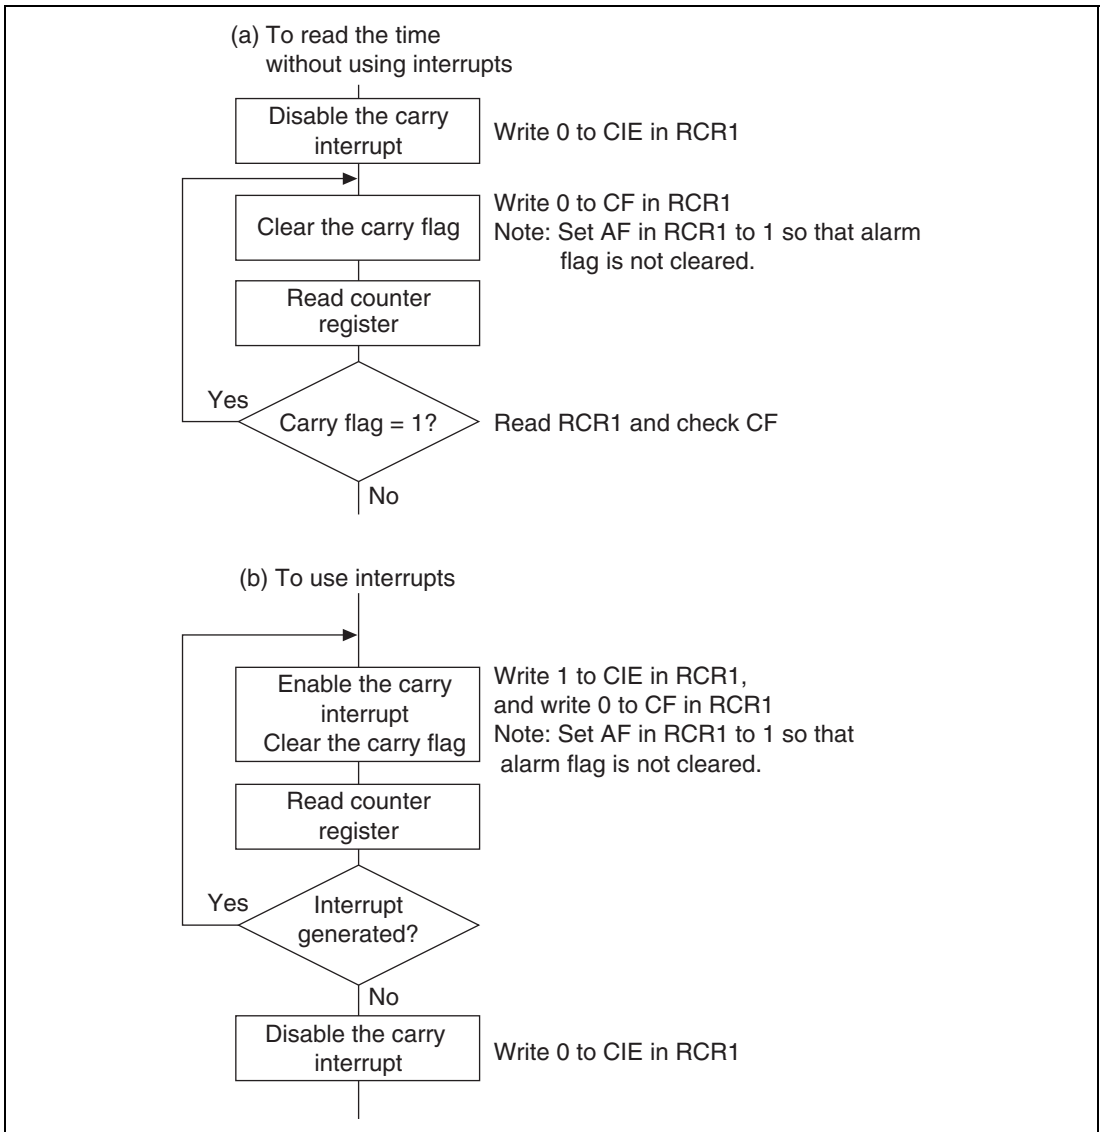 (a) To read the time
without using interrupts
Disable the carry
interrupt
Write 0 to CIE in RCR1
Clear the carry flag
Write 0 to CF in RCR1
Note: Set AF in RCR1 to 1 so that alarm
flag is not cleared.
Read counter
register
Yes
Carry flag = 1?
Read RCR1 and check CF
No
(b) To use interrupts
Enable the carry
interrupt
Clear the carry flag
Write 1 to CIE in RCR1,
and write 0 to CF in RCR1
Note: Set AF in RCR1 to 1 so that
alarm flag is not cleared.
Read counter
register
Yes
Interrupt
generated?
No
Disable the carry
interrupt
Write 0 to CIE in RCR1